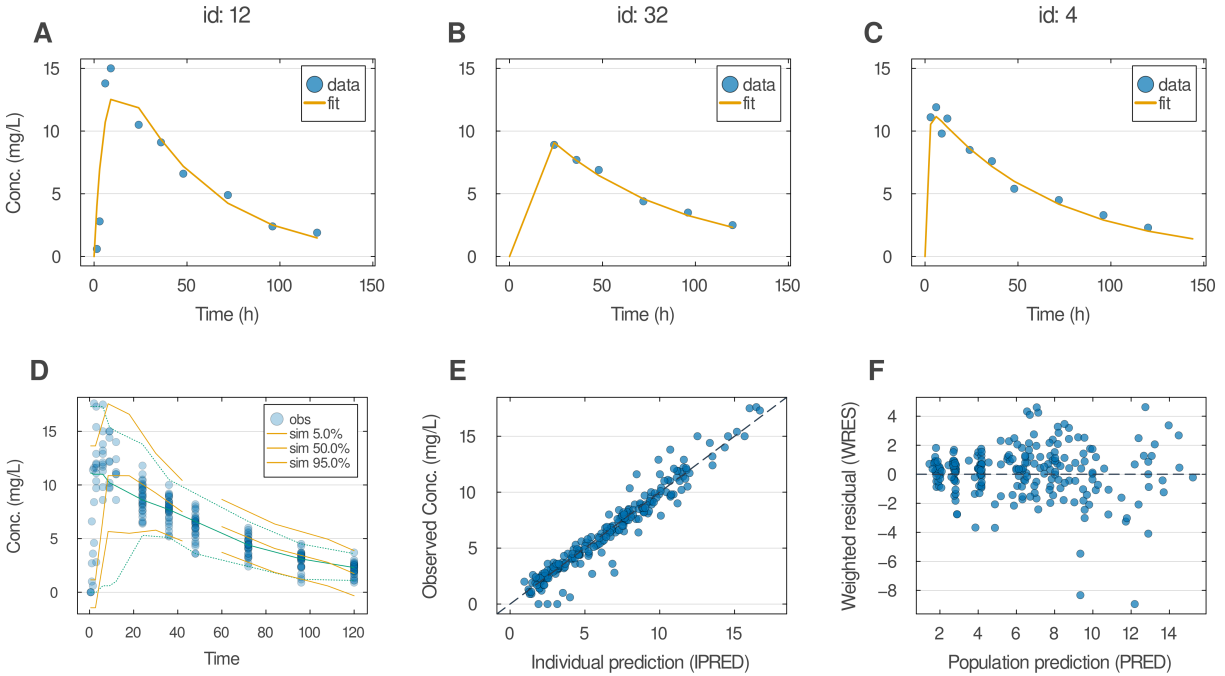 id: 12
id: 32
id: 4
A
B
C
15
10
5
0
Conc. (mg/L)
data
fit
0
50
100
150
Time (h)
15
10
5
0
data
fit
0
50
100
150
Time (h)
15
10
5
0
data
fit
0
50
100
150
Time (h)
D
E
F
15
10
5
0
Conc. (mg/L)
obs
sim 5.0%
sim 50.0%
sim 95.0%
0
20
40
60
80
100
120
Time
15
10
5
0
Observed Conc. (mg/L)
0
5
10
15
Individual prediction (IPRED)
4
2
0
−2
−4
−6
−8
Weighted residual (WRES)
2
4
6
8
10
12
14
Population prediction (PRED)